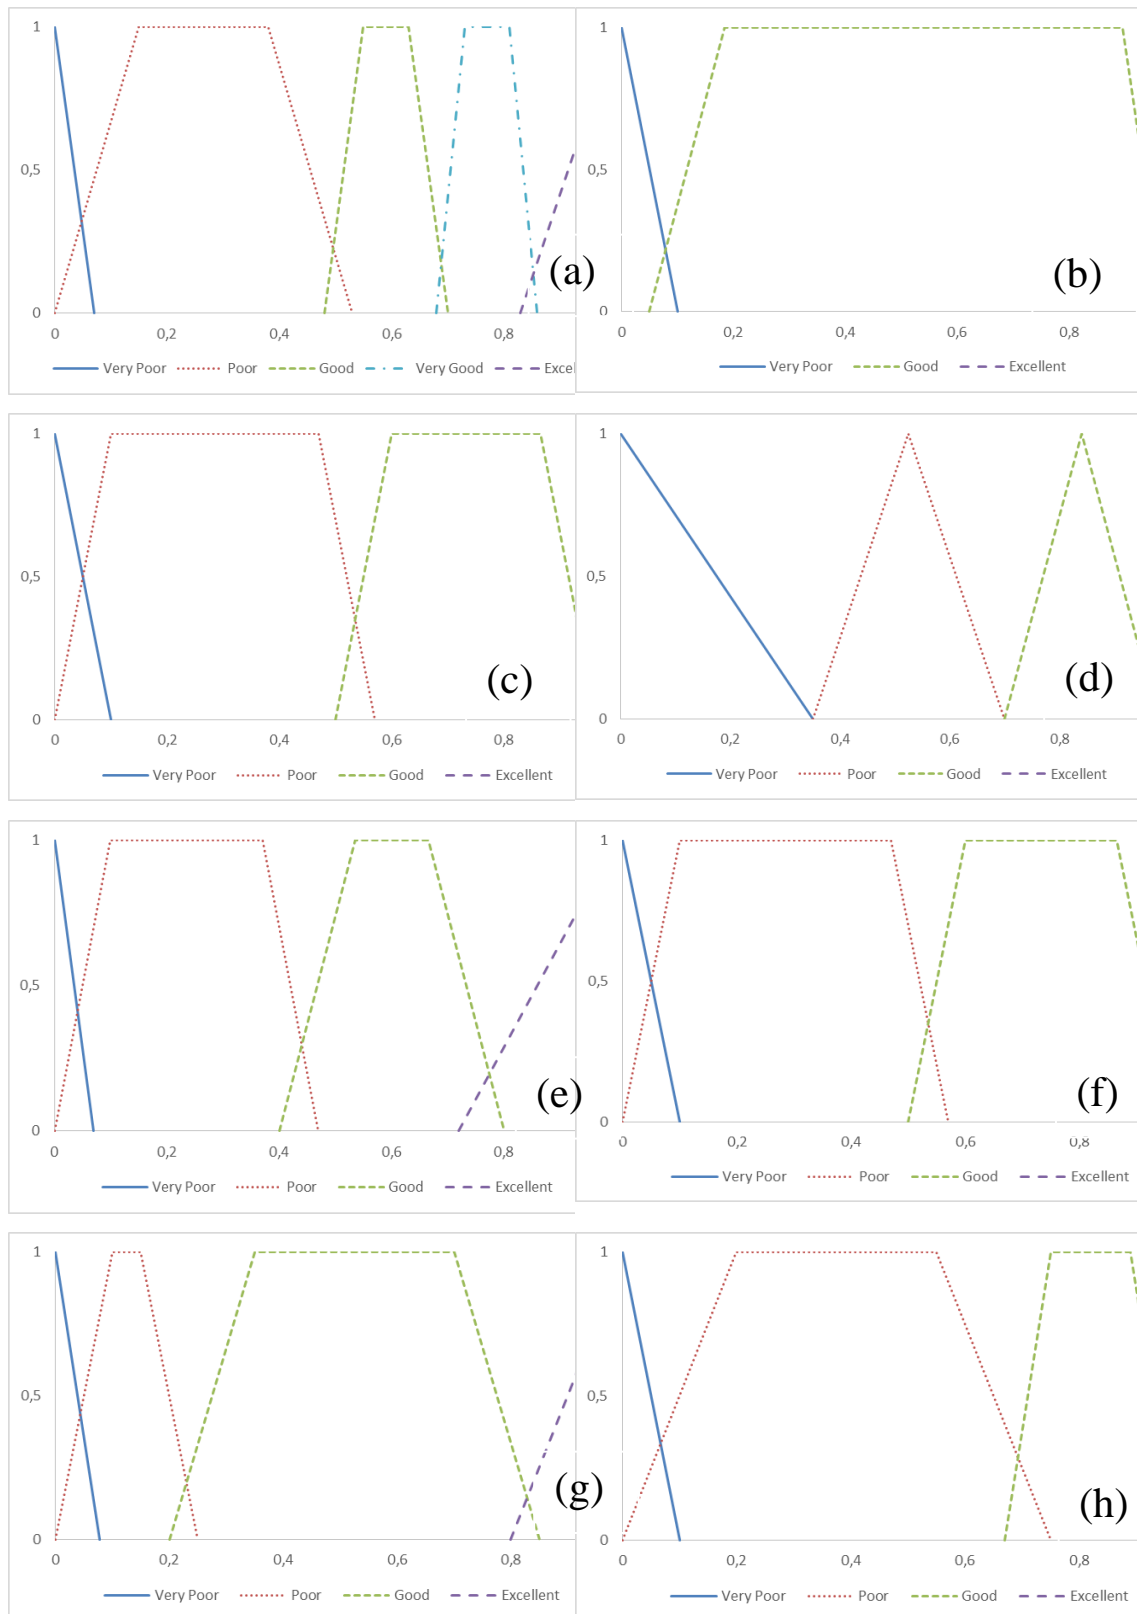 1
0,5
(a)
0
0 0,2 0,4 0,6 0,8
Very Poor Poor Good Very Good Excel
1
0,5
(b)
0
0 0,2 0,4 0,6 0,8
Very Poor Good Excellent
1
0,5
(c)
0
0 0,2 0,4 0,6 0,8
Very Poor Poor Good Excellent
1
0,5
(d)
0
0 0,2 0,4 0,6 0,8
Very Poor Poor Good Excellent
1
0,5
(e)
0
0 0,2 0,4 0,6 0,8
Very Poor Poor Good Excellent
1
0,5
(f)
0
0 0,2 0,4 0,6 0,8
Very Poor Poor Good Excellent
1
0,5
(g)
0
0 0,2 0,4 0,6 0,8
Very Poor Poor Good Excellent
1
0,5
(h)
0
0 0,2 0,4 0,6 0,8
Very Poor Poor Good Excellent